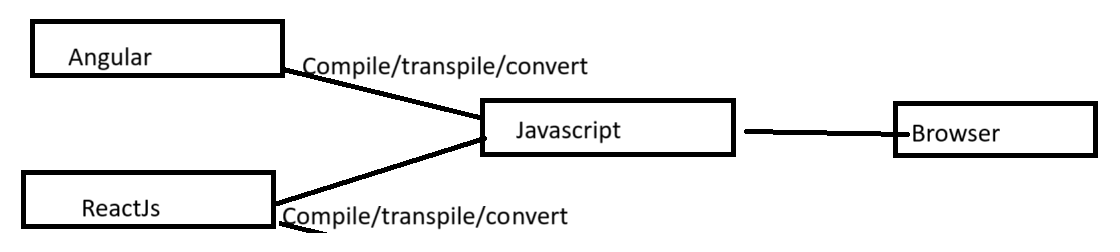 Angular
Compile/transpile/convert
Javascript
Browser
ReactJs
Compile/transpile/convert